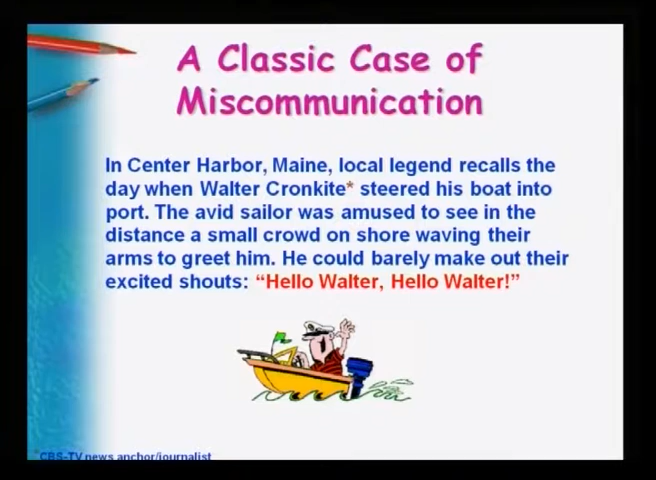 A Classic Case of
Miscommunication
In Center Harbor, Maine, local legend recalls the
day when Walter Cronkite* steered his boat into
port. The avid sailor was amused to see in the
distance a small crowd on shore waving their
arms to greet him. He could barely make out their
excited shouts: “Hello Walter, Hello Walter!”
*CBS-TV news anchor/journalist